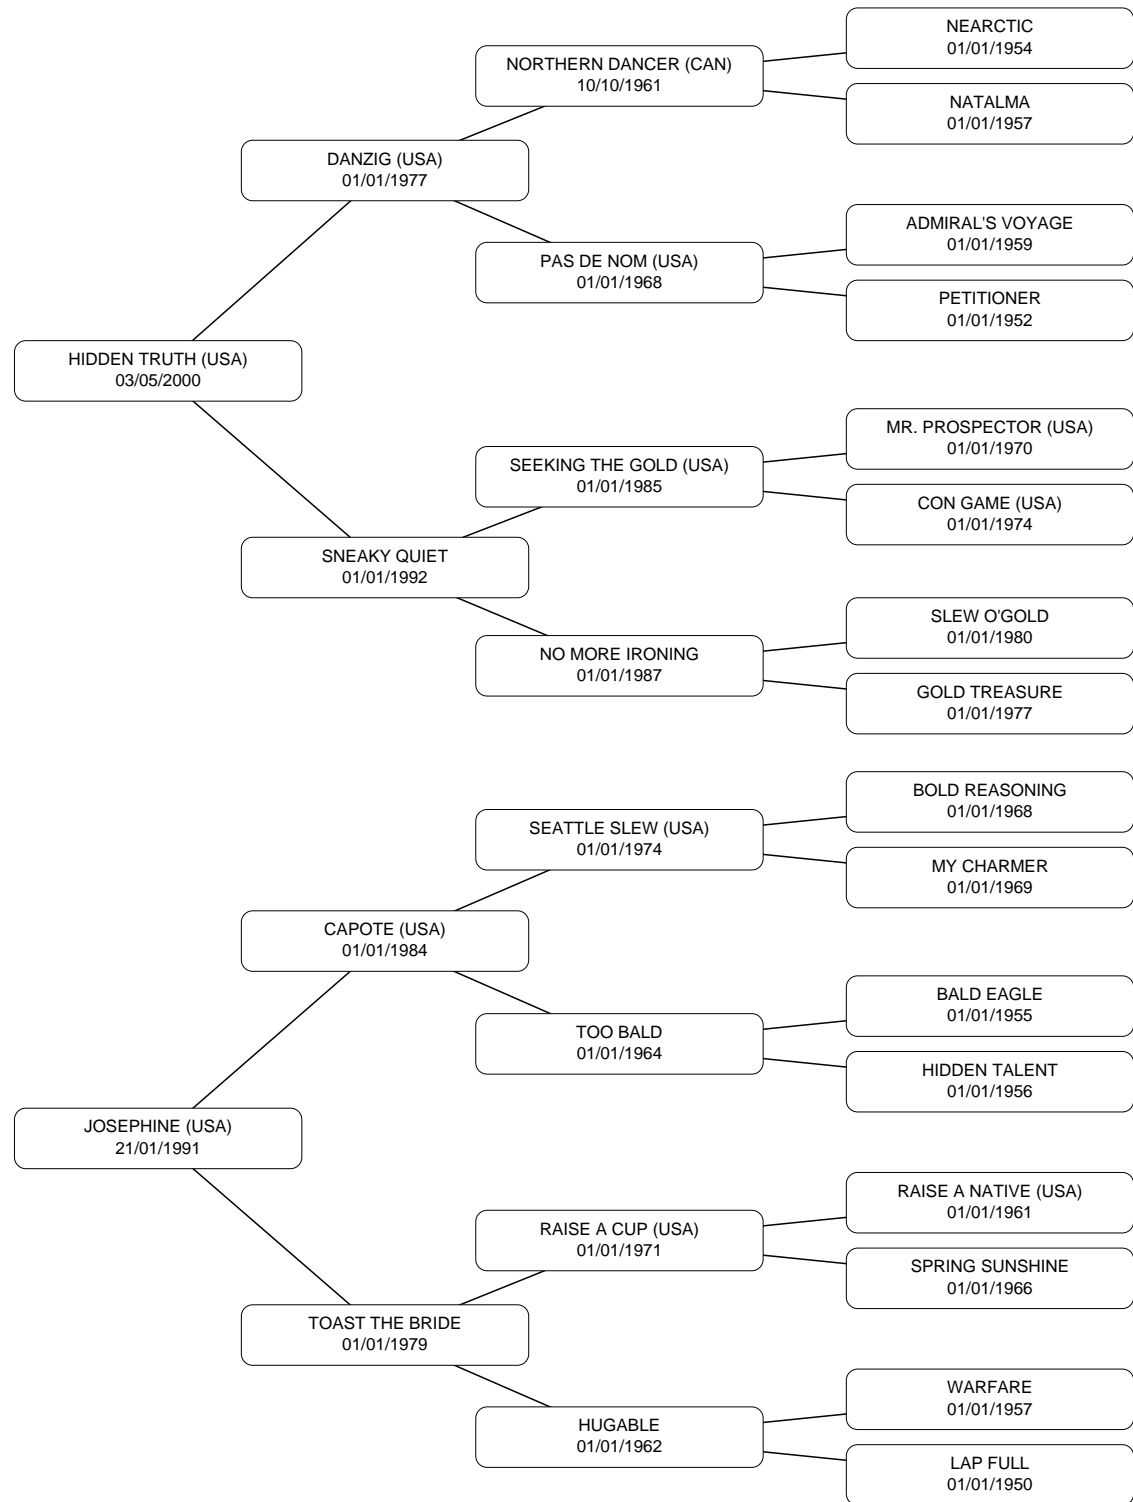 NEARCTIC
01/01/1954
NORTHERN DANCER (CAN)
10/10/1961
NATALMA
01/01/1957
DANZIG (USA)
01/01/1977
ADMIRAL'S VOYAGE
01/01/1959
PAS DE NOM (USA)
01/01/1968
PETITIONER
01/01/1952
HIDDEN TRUTH (USA)
03/05/2000
MR. PROSPECTOR (USA)
01/01/1970
SEEKING THE GOLD (USA)
01/01/1985
CON GAME (USA)
01/01/1974
SNEAKY QUIET
01/01/1992
SLEW O'GOLD
01/01/1980
NO MORE IRONING
01/01/1987
GOLD TREASURE
01/01/1977
BOLD REASONING
01/01/1968
SEATTLE SLEW (USA)
01/01/1974
MY CHARMER
01/01/1969
CAPOTE (USA)
01/01/1984
BALD EAGLE
01/01/1955
TOO BALD
01/01/1964
HIDDEN TALENT
01/01/1956
JOSEPHINE (USA)
21/01/1991
RAISE A NATIVE (USA)
01/01/1961
RAISE A CUP (USA)
01/01/1971
SPRING SUNSHINE
01/01/1966
TOAST THE BRIDE
01/01/1979
WARFARE
01/01/1957
HUGABLE
01/01/1962
LAP FULL
01/01/1950